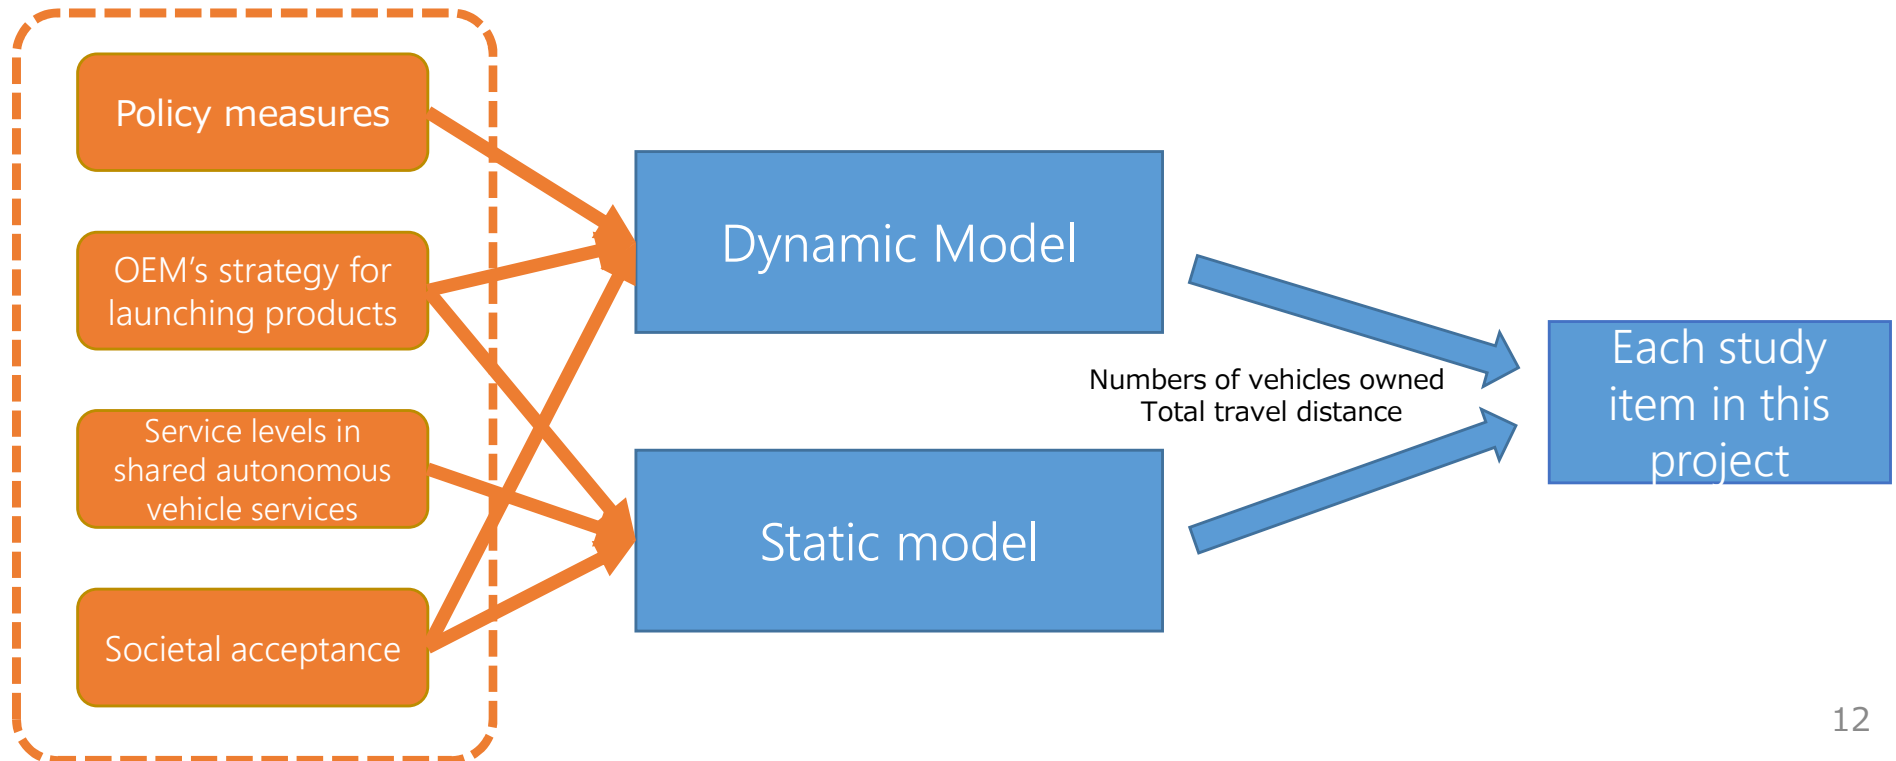 Policy measures
OEM's strategy for
launching products
Service levels in
shared autonomous
vehicle services
Societal acceptance
Dynamic Model
Numbers of vehicles owned
Total travel distance
Static model
Each study
item in this
project
12